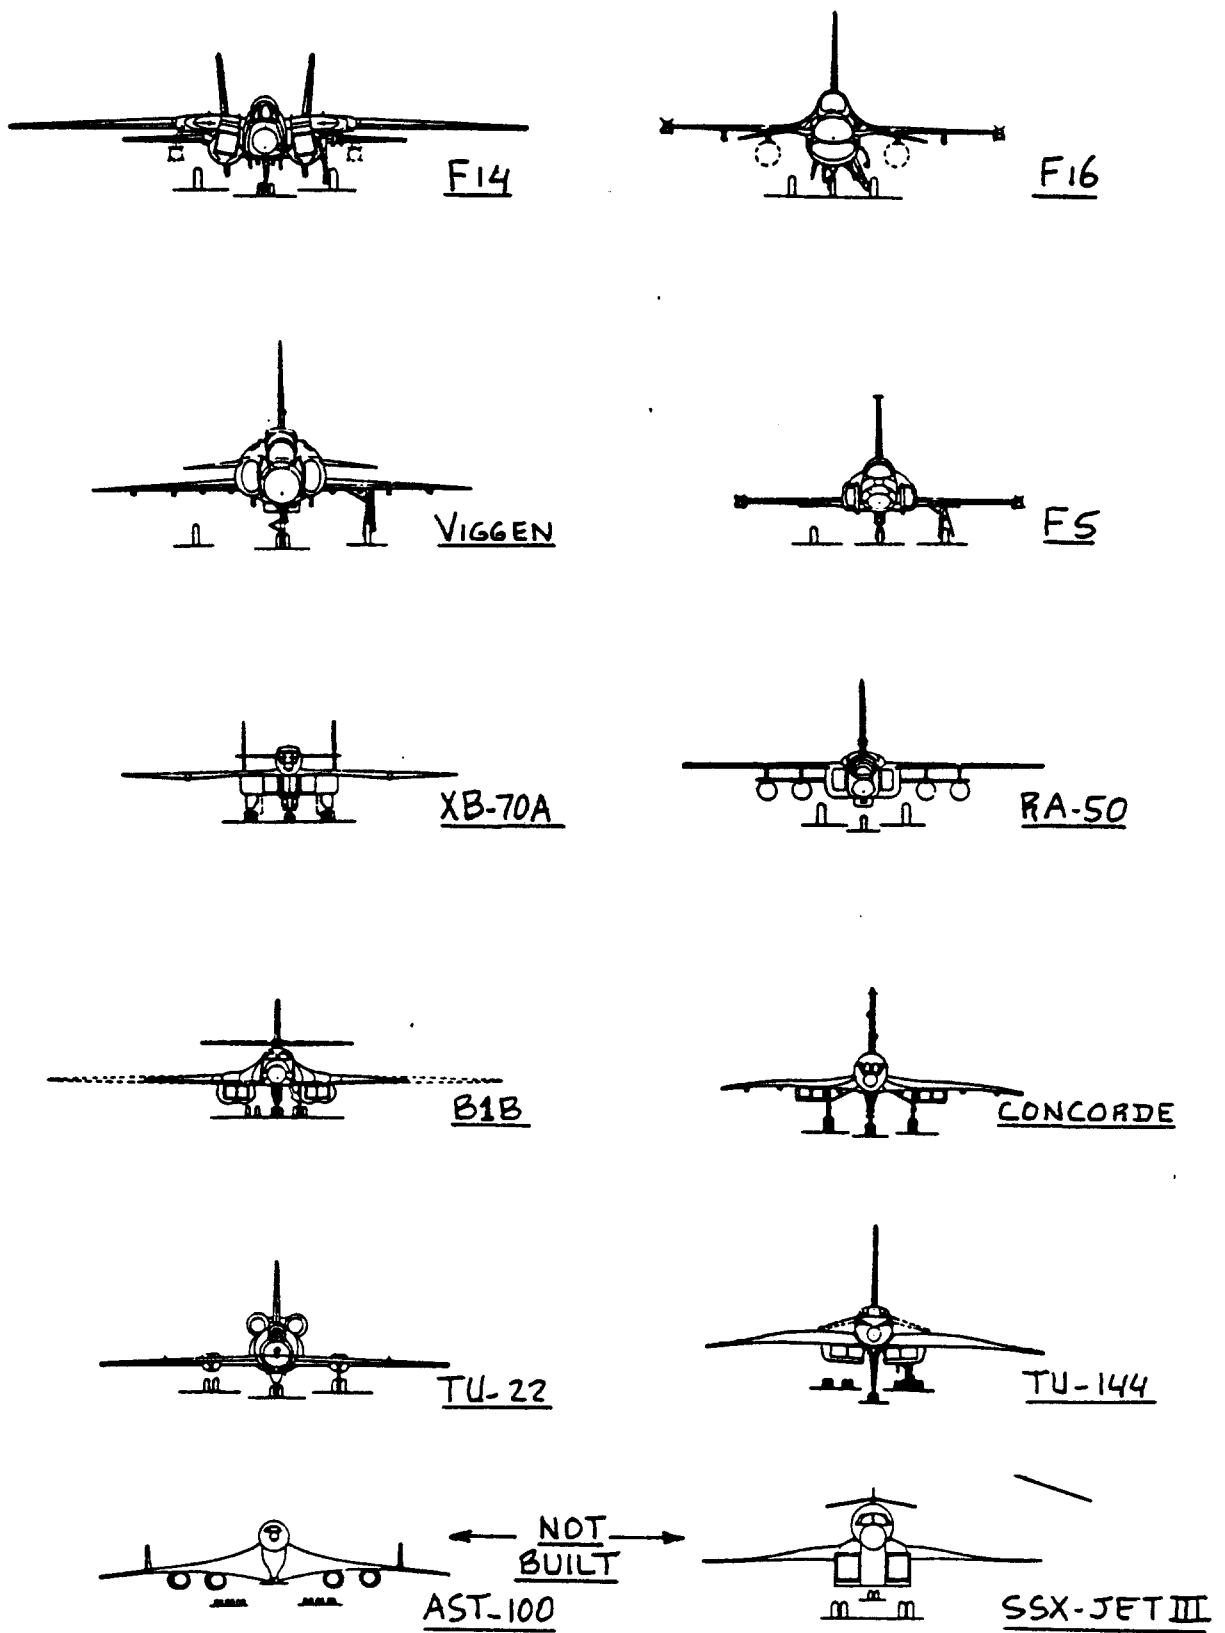 F14
F16
VIGGEN
F5
XB-70A
RA-50
B1B
CONCORDE
TU-22
TU-144
NOT
BUILT
AST-100
SSX-JET III